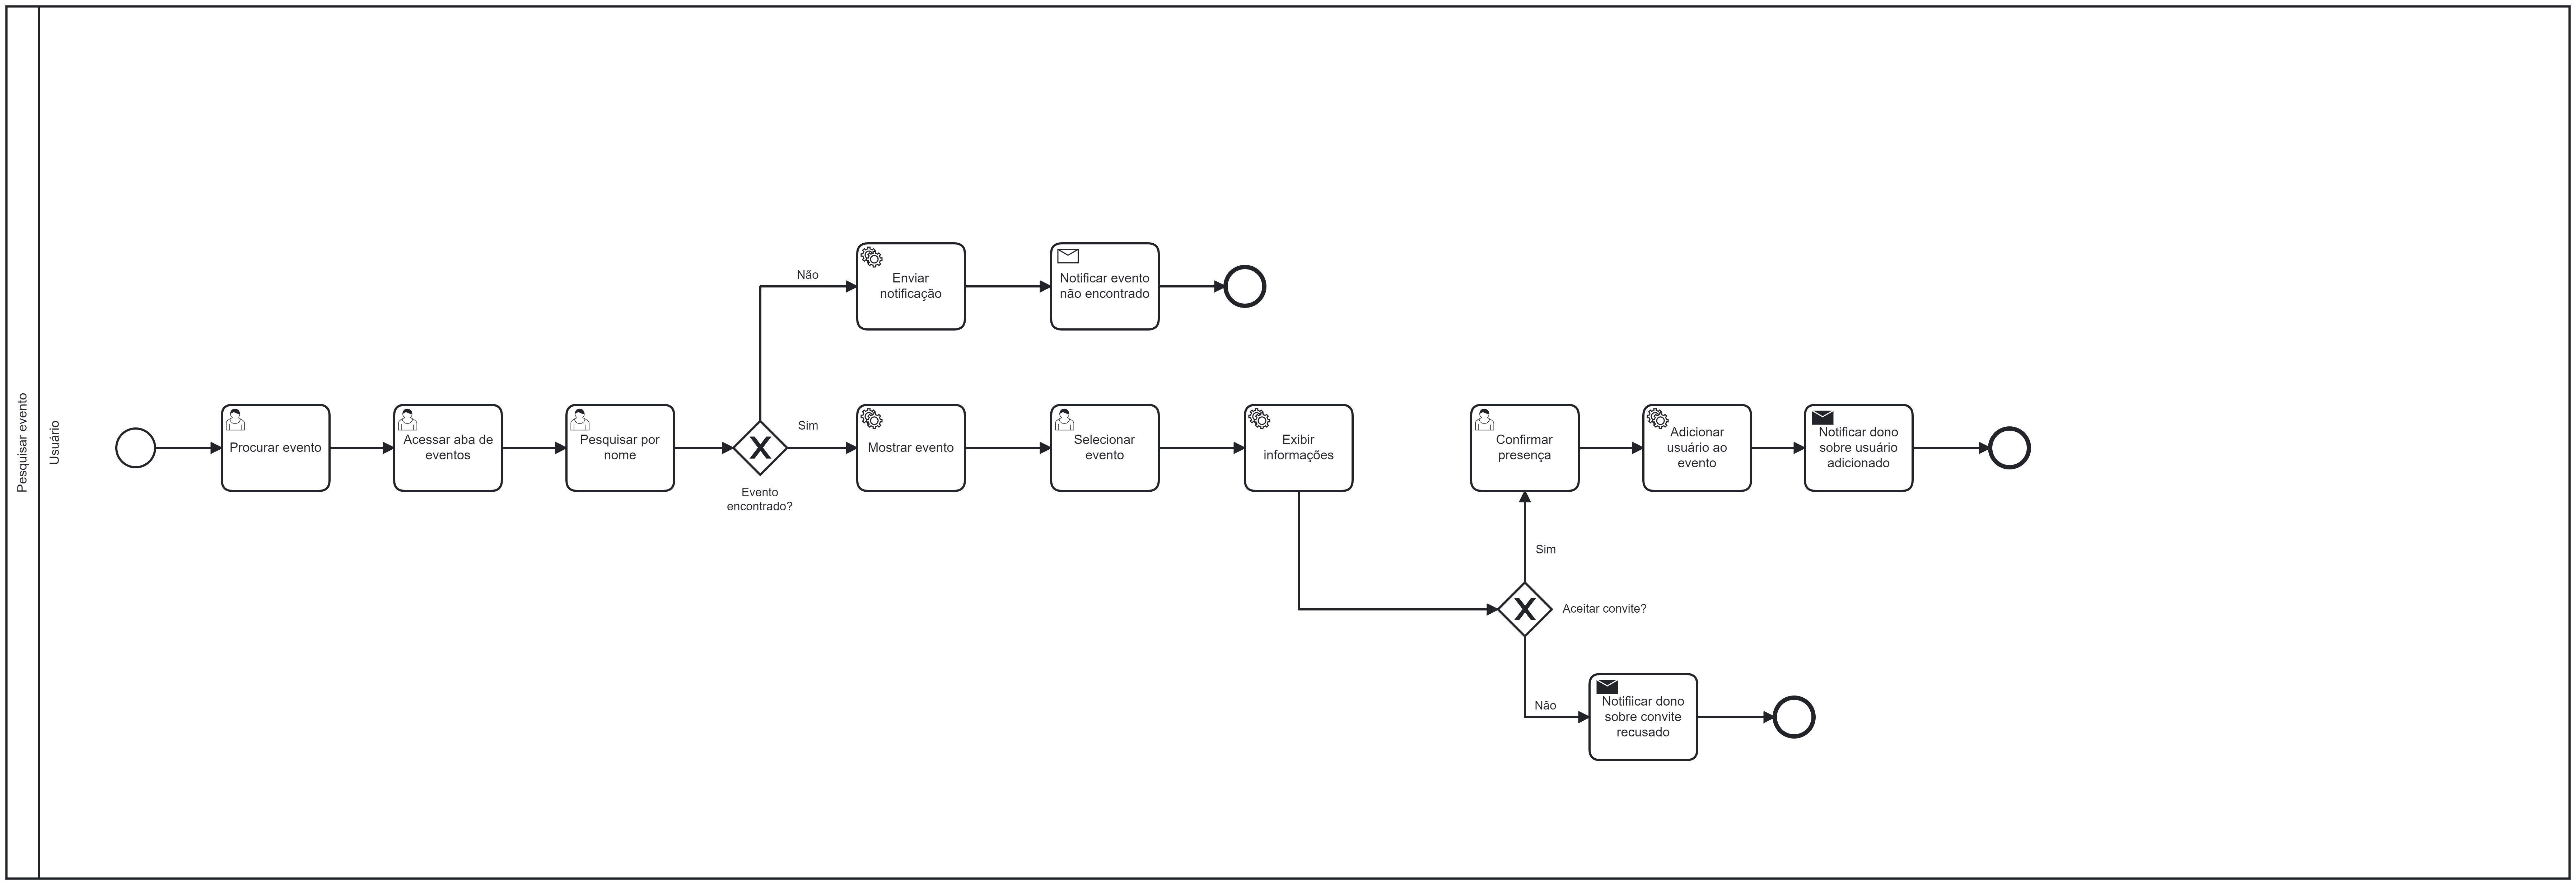 Pesquisar evento
Usuário
Procurar evento
Acessar aba de
eventos
Pesquisar por
nome
Evento
encontrado?
Não
Enviar
notificação
Notificar evento
não encontrado
Sim
Mostrar evento
Selecionar
evento
Exibir
informações
Aceitar convite?
Sim
Confirmar
presença
Adicionar
usuário ao
evento
Notificar dono
sobre usuário
adicionado
Não
Notifiicar dono
sobre convite
recusado